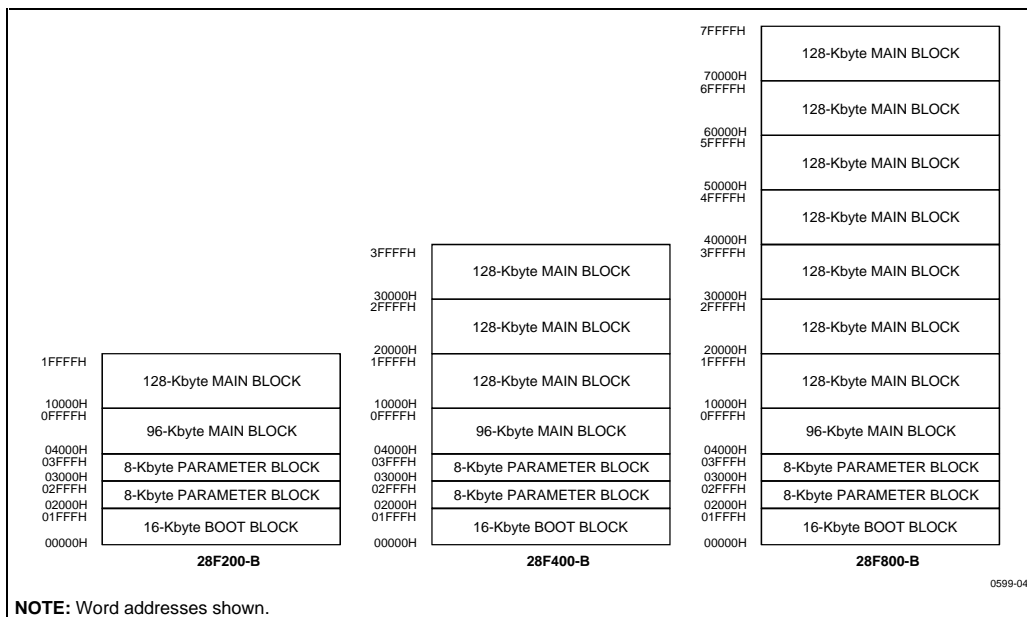 7FFFFH
128-Kbyte MAIN BLOCK
70000H
6FFFFH
128-Kbyte MAIN BLOCK
60000H
5FFFFH
128-Kbyte MAIN BLOCK
50000H
4FFFFH
128-Kbyte MAIN BLOCK
40000H
3FFFFH 3FFFFH
128-Kbyte MAIN BLOCK 128-Kbyte MAIN BLOCK
30000H 30000H
2FFFFH 2FFFFH
128-Kbyte MAIN BLOCK 128-Kbyte MAIN BLOCK
20000H 20000H
1FFFFH 1FFFFH 1FFFFH
128-Kbyte MAIN BLOCK 128-Kbyte MAIN BLOCK 128-Kbyte MAIN BLOCK
10000H 10000H 10000H
0FFFFH 0FFFFH 0FFFFH
96-Kbyte MAIN BLOCK 96-Kbyte MAIN BLOCK 96-Kbyte MAIN BLOCK
04000H 04000H 04000H
03FFFH 03FFFH 03FFFH
8-Kbyte PARAMETER BLOCK 8-Kbyte PARAMETER BLOCK 8-Kbyte PARAMETER BLOCK
03000H 03000H 03000H
02FFFH 02FFFH 02FFFH
8-Kbyte PARAMETER BLOCK 8-Kbyte PARAMETER BLOCK 8-Kbyte PARAMETER BLOCK
02000H 02000H 02000H
01FFFH 01FFFH 01FFFH
16-Kbyte BOOT BLOCK 16-Kbyte BOOT BLOCK 16-Kbyte BOOT BLOCK
00000H 00000H 00000H
28F200-B 28F400-B 28F800-B
0599-04
NOTE: Word addresses shown.